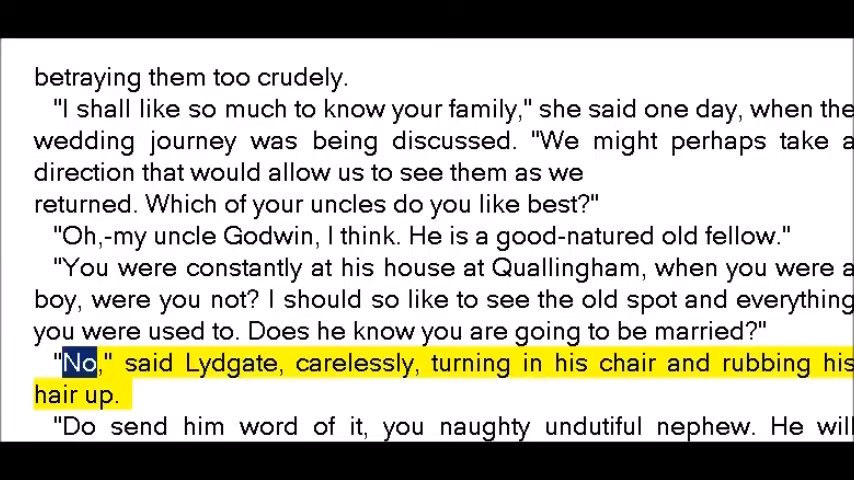 betraying them too crudely.
"I shall like so much to know your family," she said one day, when the
wedding journey was being discussed. "We might perhaps take a
direction that would allow us to see them as we
returned. Which of your uncles do you like best?"
"Oh,-my uncle Godwin, I think. He is a good-natured old fellow."
"You were constantly at his house at Quallingham, when you were a
boy, were you not? I should so like to see the old spot and everything
you were used to. Does he know you are going to be married?"
"No," said Lydgate, carelessly, turning in his chair and rubbing his
hair up.
"Do send him word of it, you naughty undutiful nephew. He will